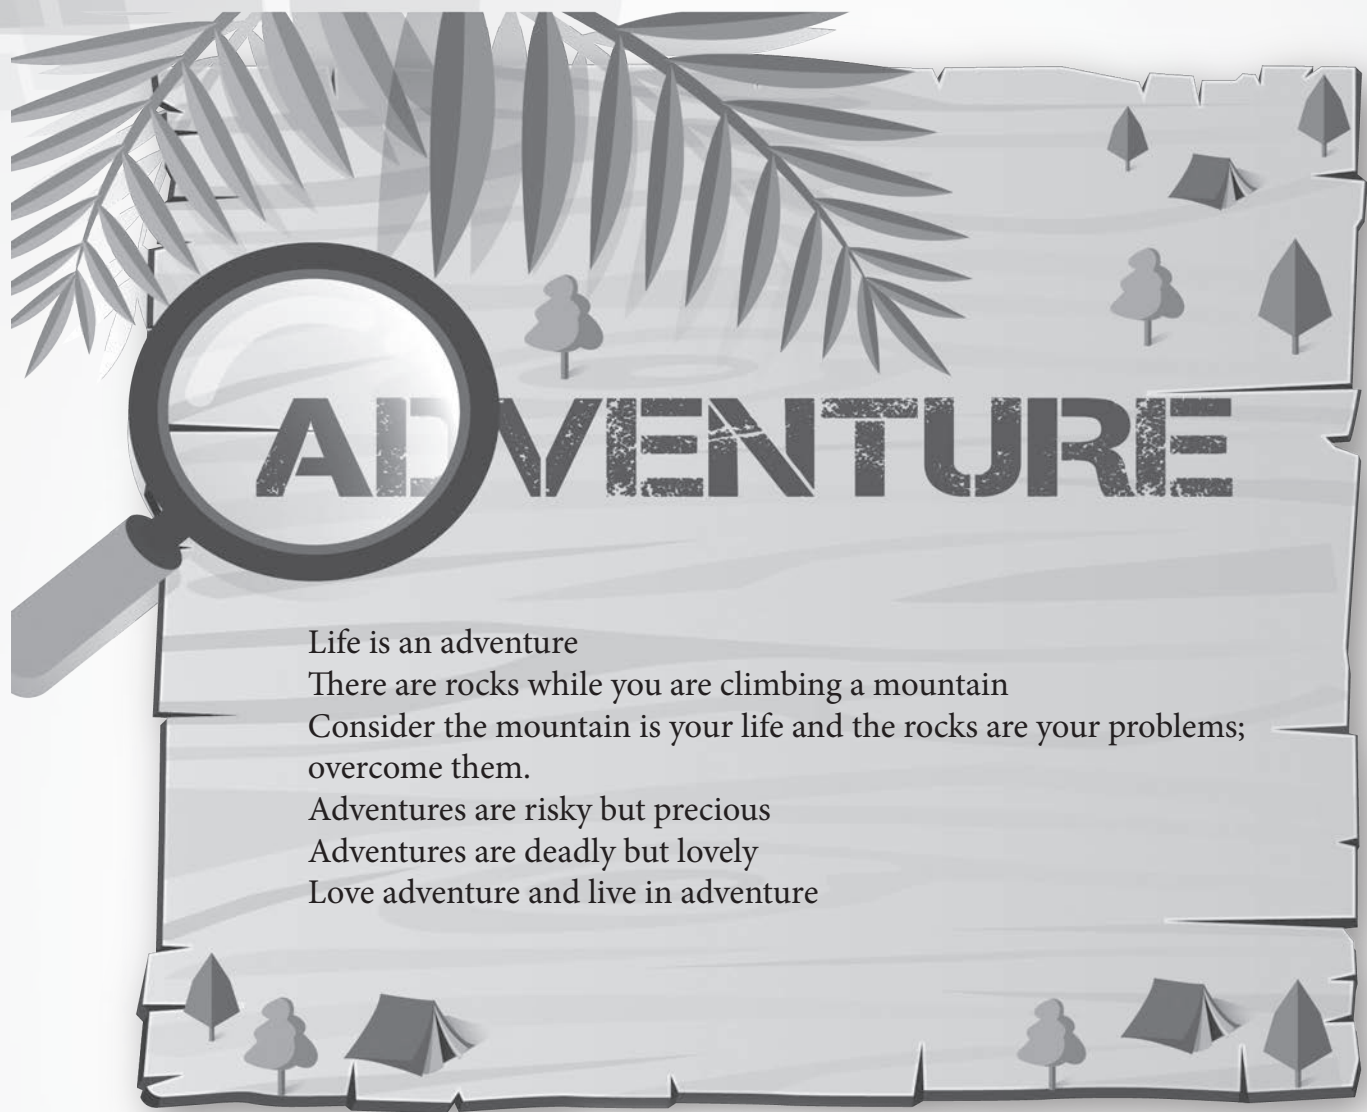 ADVENTURE
Life is an adventure
There are rocks while you are climbing a mountain
Consider the mountain is your life and the rocks are your problems;
overcome them.
Adventures are risky but precious
Adventures are deadly but lovely
Love adventure and live in adventure